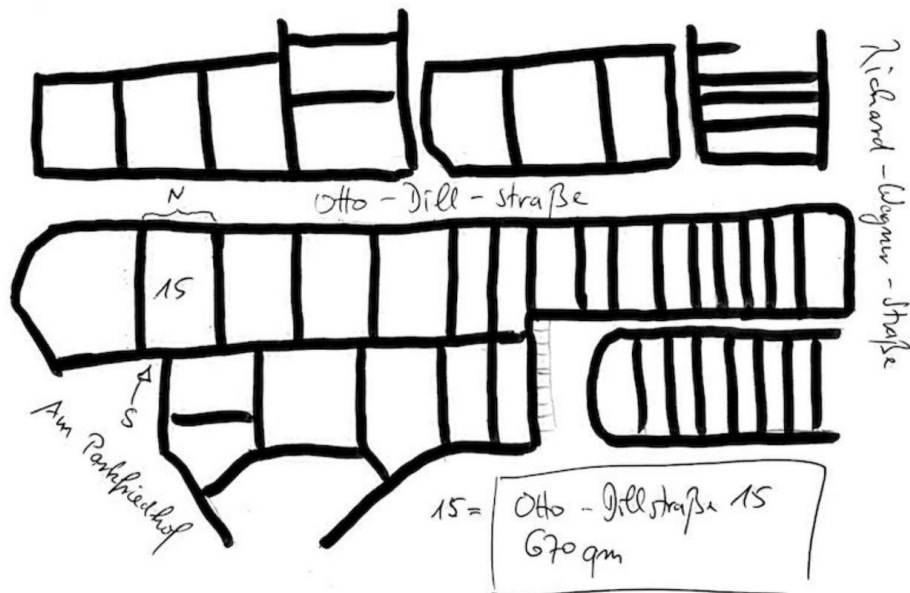 Richard-Wagner-Straße
N
Otto-Dill-straße
15
S
Am Parkfriedhof
15 =
Otto-Dillstraße 15
670 qm